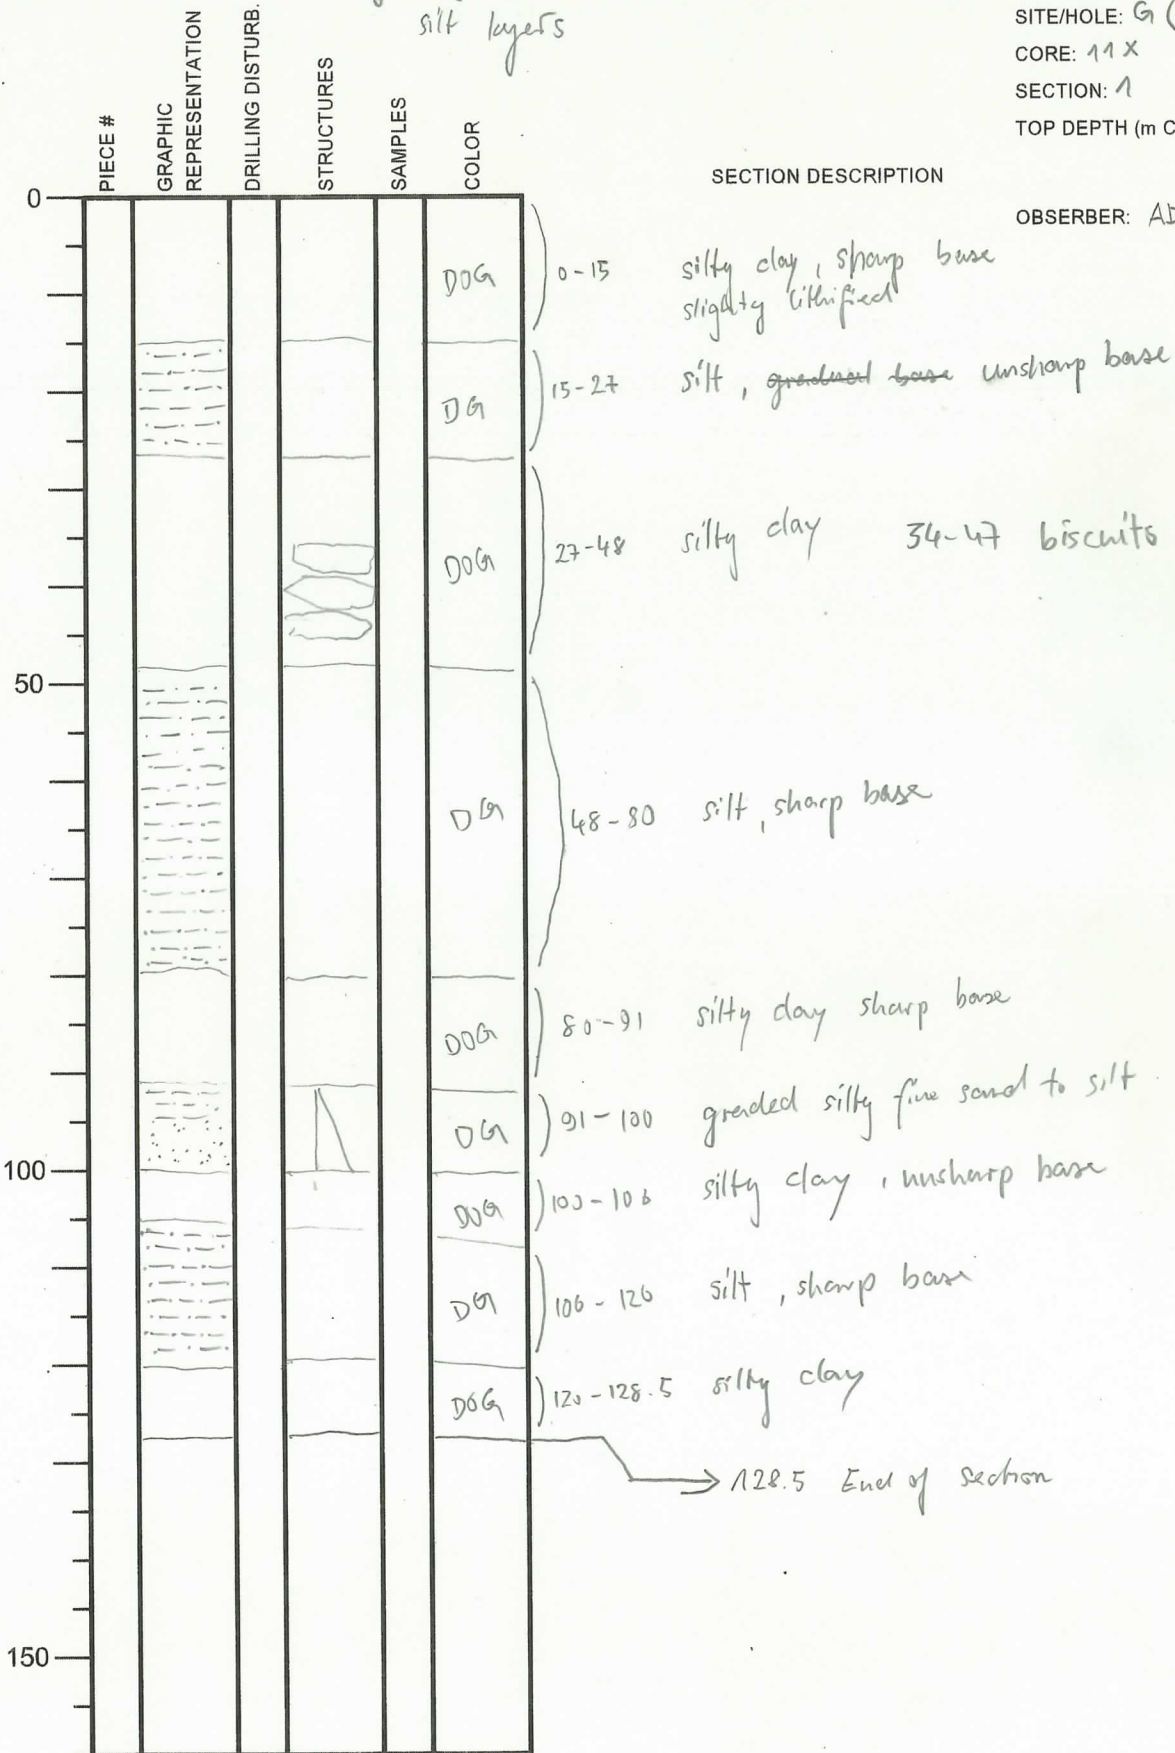 silt layers
SITE/HOLE: G (
CORE: 11X
SECTION: 1
TOP DEPTH (m C
PIECE #
GRAPHIC
REPRESENTATION
DRILLING DISTURB.
STRUCTURES
SAMPLES
COLOR
SECTION DESCRIPTION
OBSERBER:
0
50
100
150
DOG 0-15 silty clay, sharp base
slighty lithified
DG 15-27 silt, gradual base unsharp base
DOG 27-48 silty clay 34-47 biscuits
DG 48-80 silt, sharp base
DOG 80-91 silty clay sharp base
DG 91-100 graded silty fine sand to silt
DOG 100-106 silty clay, unsharp base
DG 106-120 silt, sharp base
DOG 120-128.5 silty clay
128.5 End of section